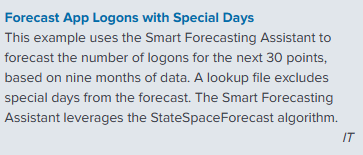 Forecast App Logons with Special Days
This example uses the Smart Forecasting Assistant to
forecast the number of logons for the next 30 points,
based on nine months of data. A lookup file excludes
special days from the forecast. The Smart Forecasting
Assistant leverages the StateSpaceForecast algorithm.
IT